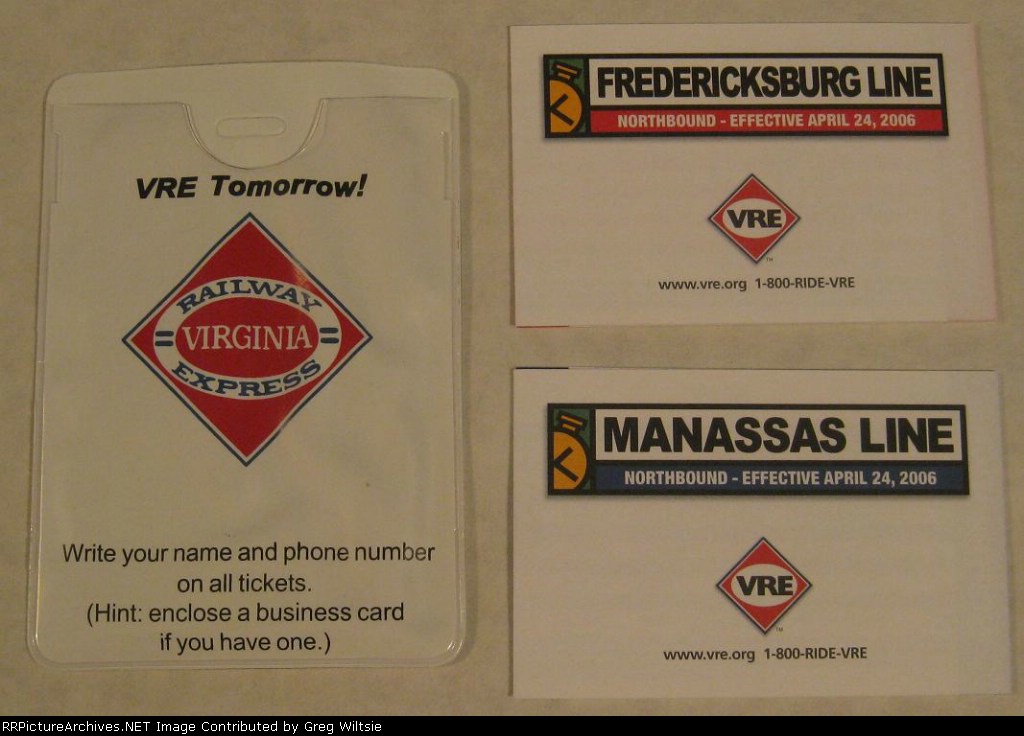 VRE Tomorrow!
RAILWAY
VIRGINIA
EXPRESS
Write your name and phone number
on all tickets.
(Hint: enclose a business card
if you have one.)
FREDERICKSBURG LINE
NORTHBOUND - EFFECTIVE APRIL 24, 2006
VRE
TM
www.vre.org 1-800-RIDE-VRE
MANASSAS LINE
NORTHBOUND - EFFECTIVE APRIL 24, 2006
VRE
TM
www.vre.org 1-800-RIDE-VRE
RRPictureArchives.NET Image Contributed by Greg Wiltsie